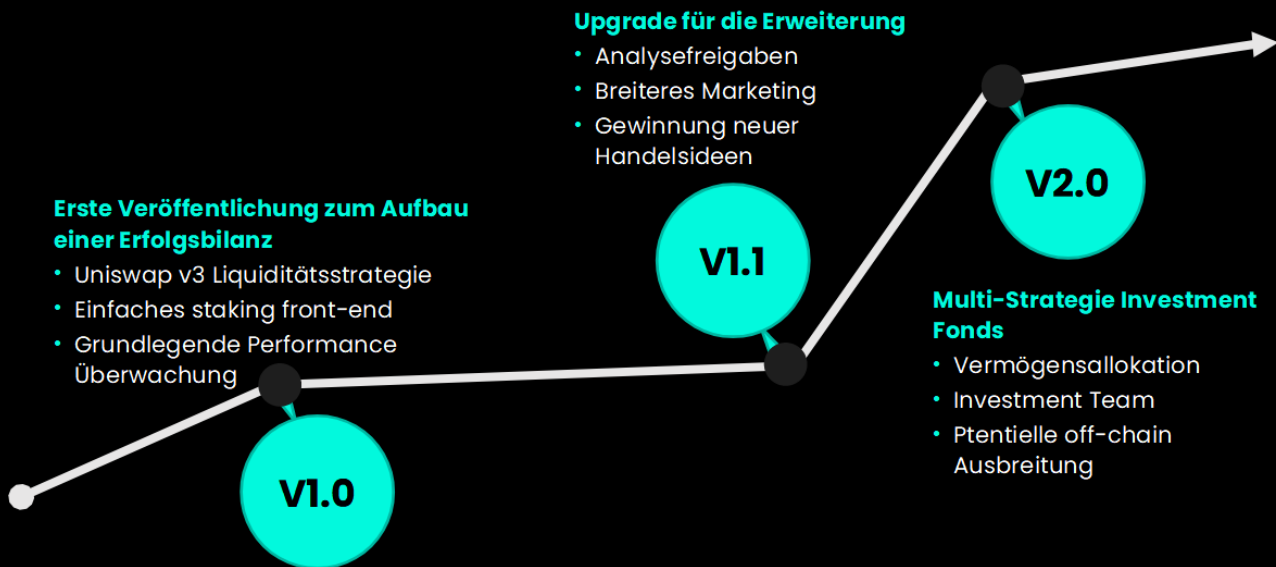 Erste Veröffentlichung zum Aufbau
einer Erfolgsbilanz
• Uniswap v3 Liquiditätsstrategie
• Einfaches staking front-end
• Grundlegende Performance
Überwachung
V1.0
Upgrade für die Erweiterung
• Analysefreigaben
• Breiteres Marketing
• Gewinnung neuer
Handelsideen
V1.1
V2.0
Multi-Strategie Investment
Fonds
• Vermögensallokation
• Investment Team
• Ptentielle off-chain
Ausbreitung